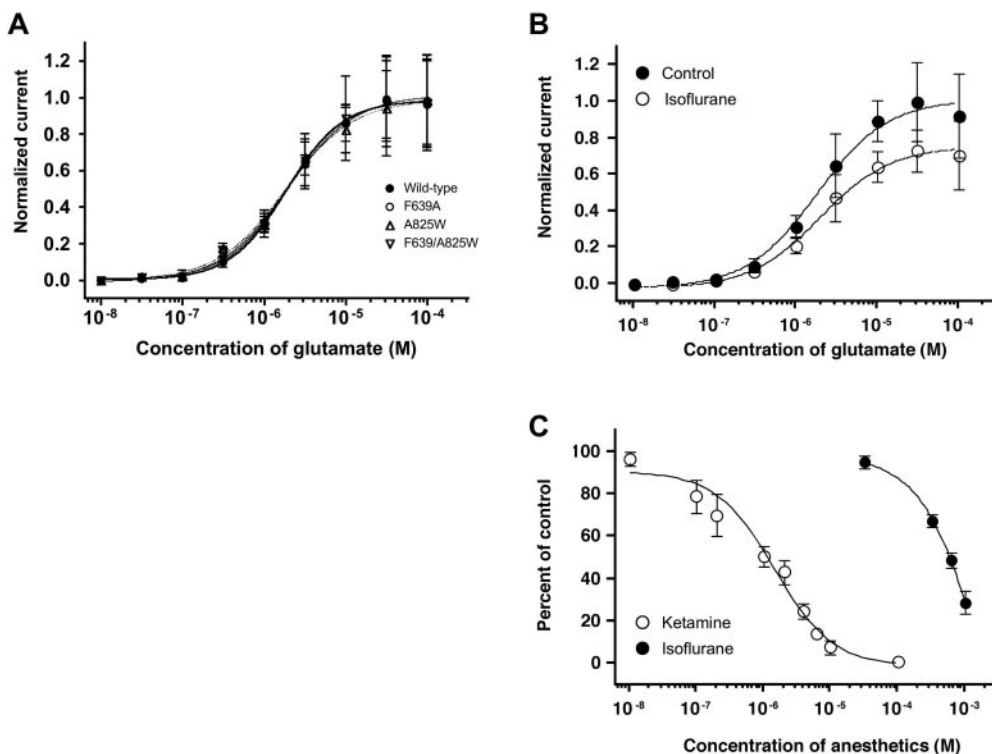 A
Normalized current
1.2
1.0
0.8
0.6
0.4
0.2
0.0
10-8
10-7
10-6
10-5
10-4
Concentration of glutamate (M)
Wild-type
F639A
A825W
F639/A825W
B
Normalized current
1.2
1.0
0.8
0.6
0.4
0.2
0.0
10-8
10-7
10-6
10-5
10-4
Concentration of glutamate (M)
Control
Isoflurane
C
Percent of control
100
80
60
40
20
0
10-8
10-7
10-6
10-5
10-4
10-3
Concentration of anesthetics (M)
Ketamine
Isoflurane